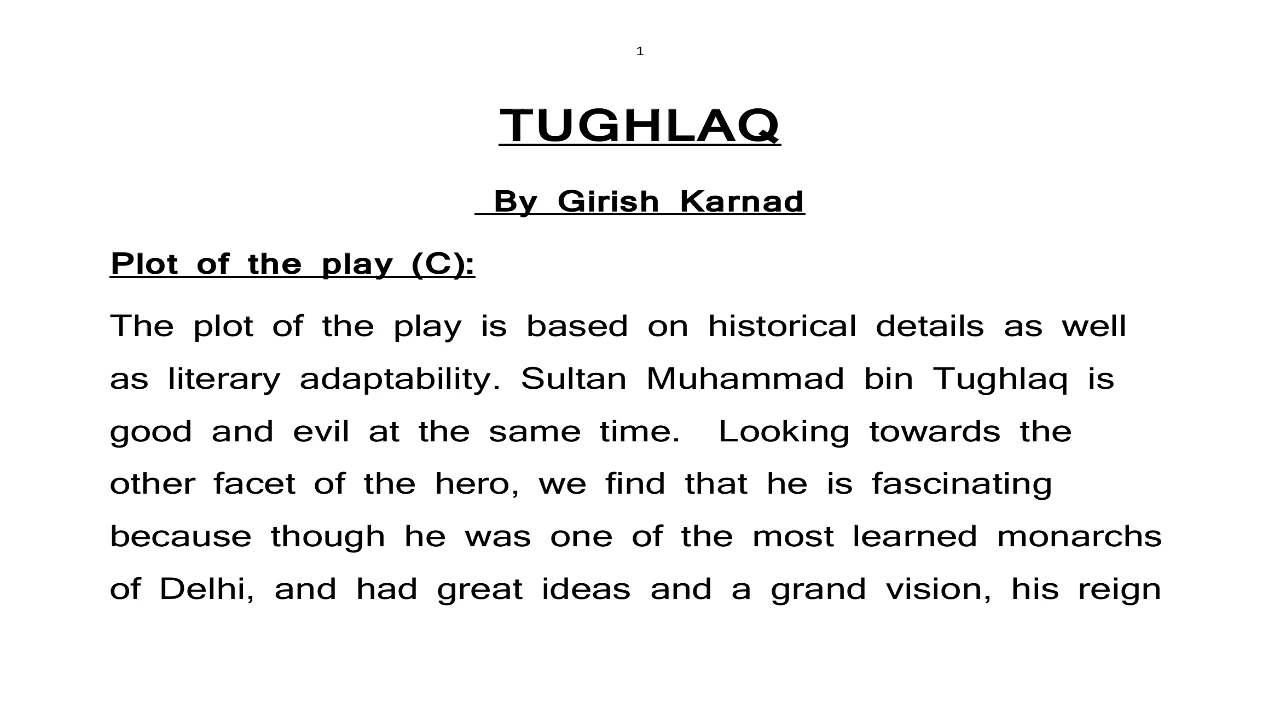 1
TUGHLAQ
By Girish Karnad
Plot of the play (C):
The plot of the play is based on historical details as well
as literary adaptability. Sultan Muhammad bin Tughlaq is
good and evil at the same time.  Looking towards the
other facet of the hero, we find that he is fascinating
because though he was one of the most learned monarchs
of Delhi, and had great ideas and a grand vision, his reign